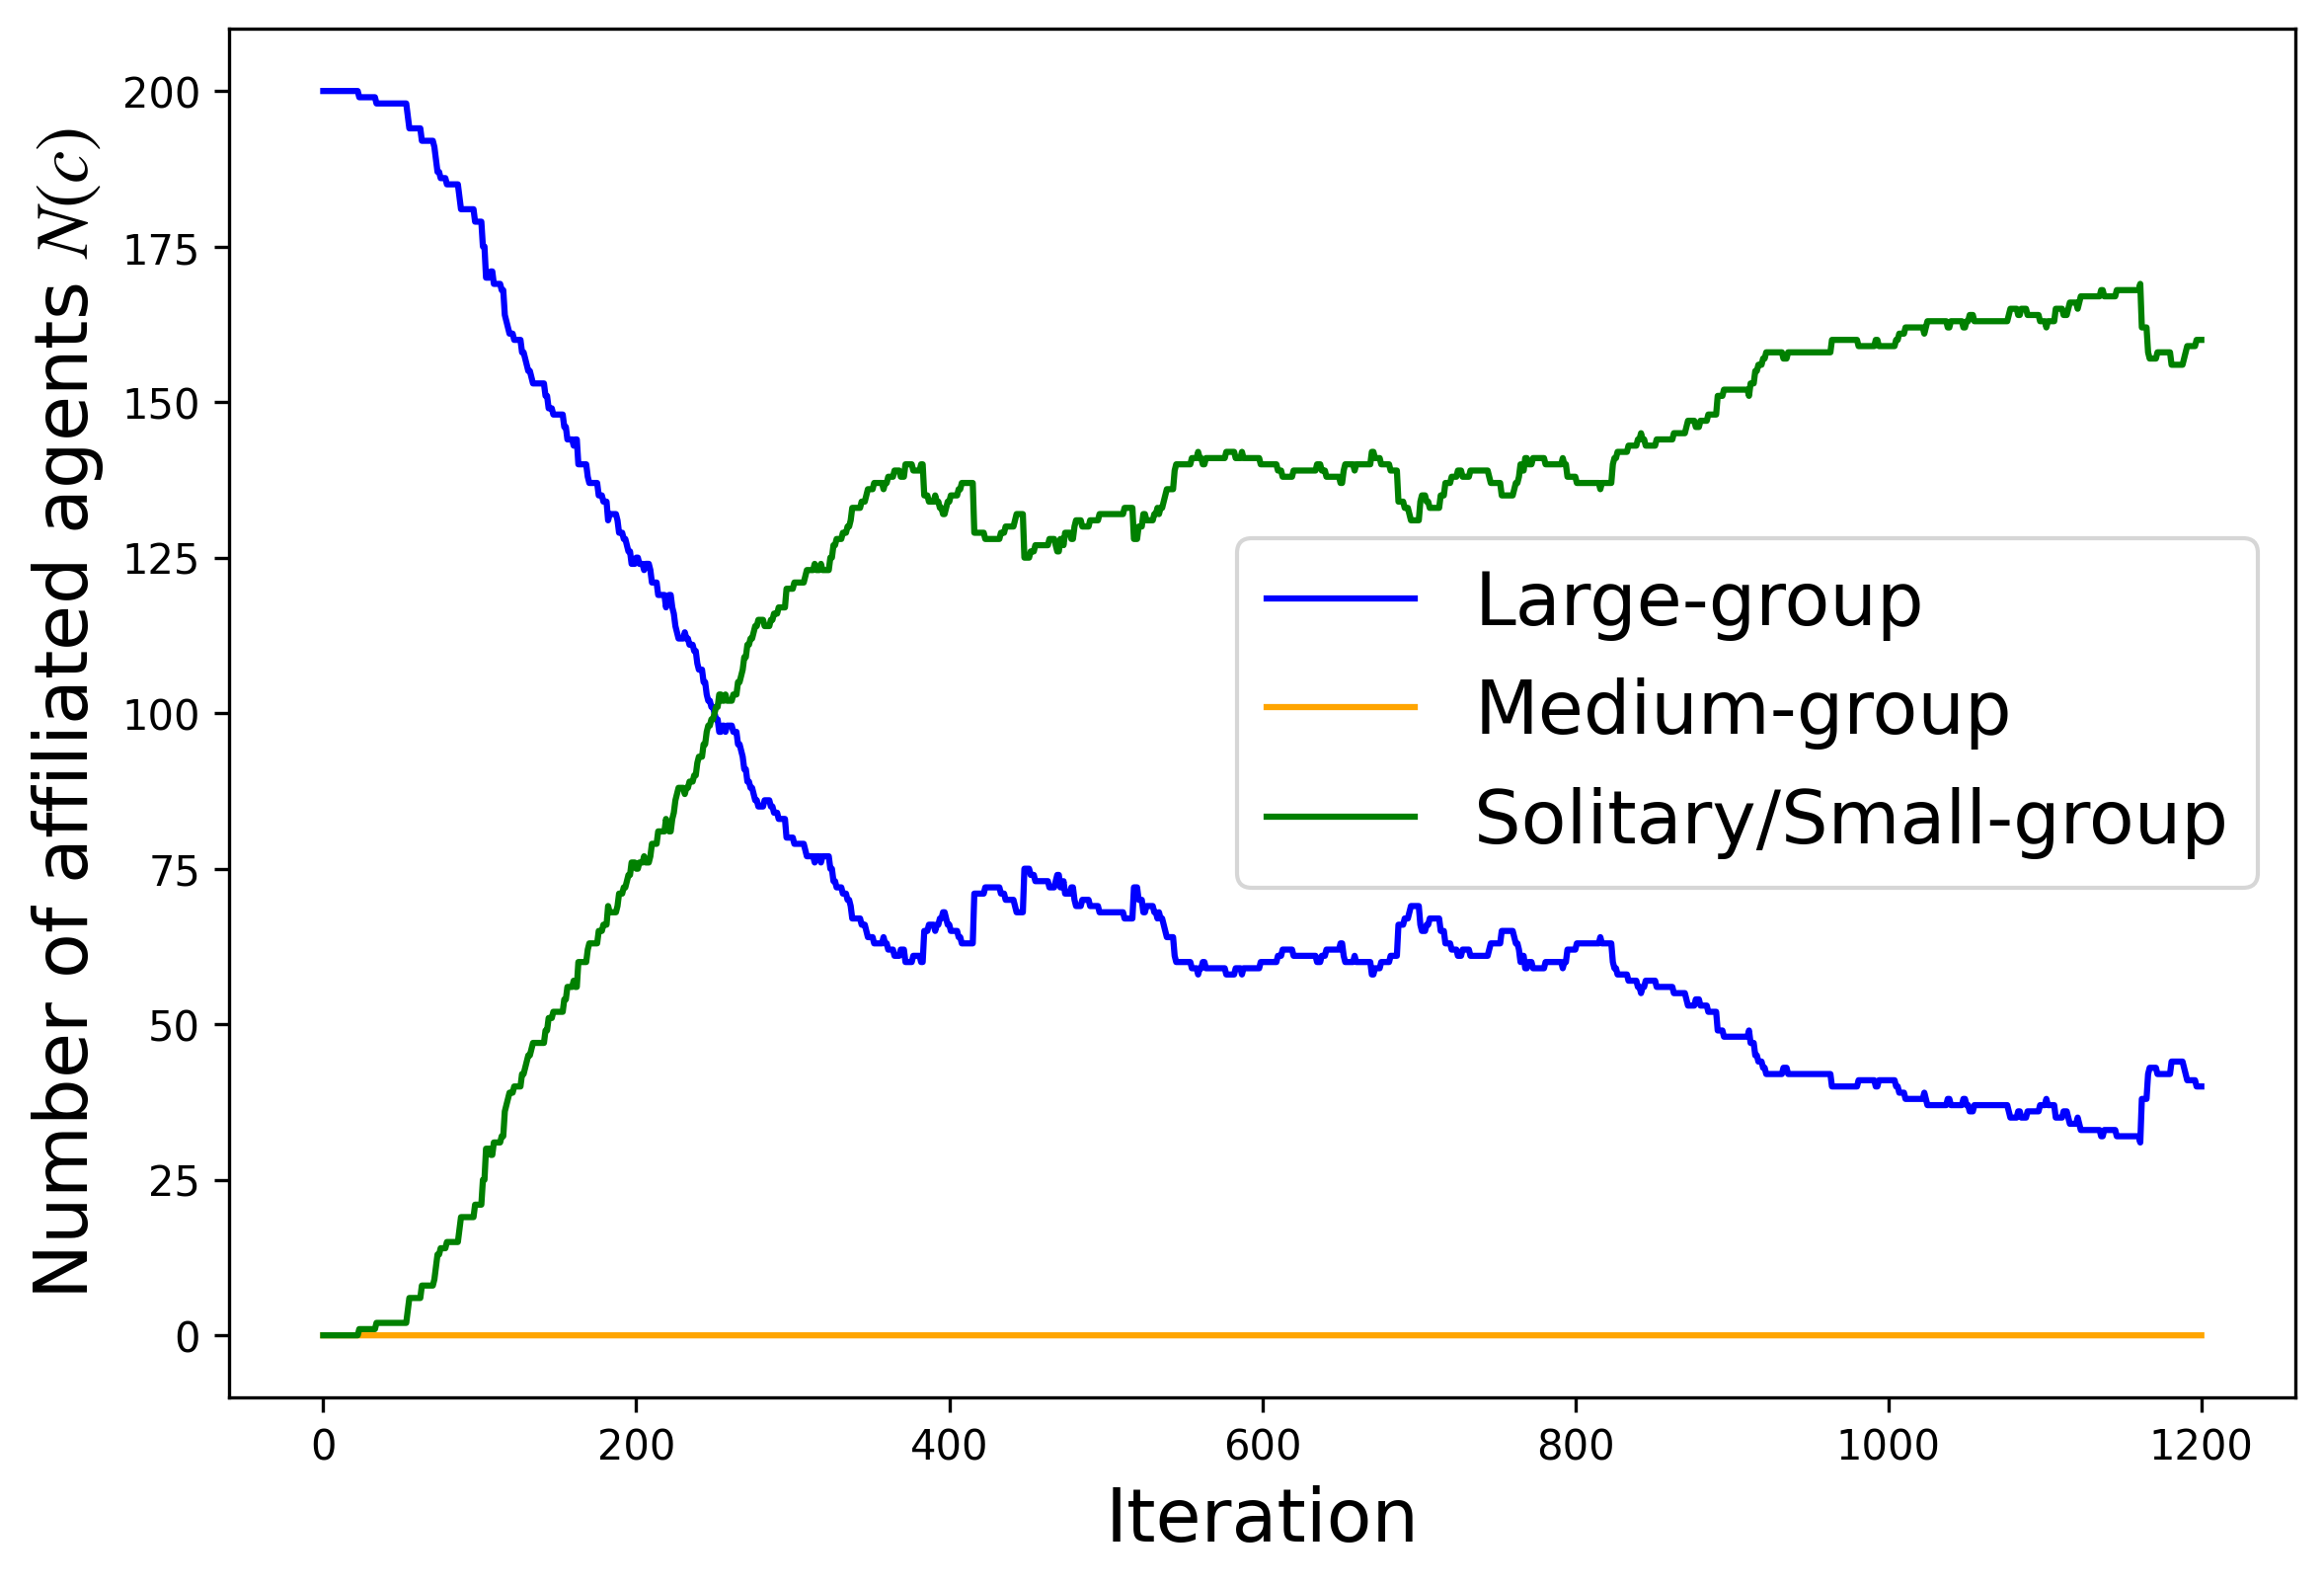 Number of affiliated agents N(c)
200
175
150
125
100
75
50
25
0
Large-group
Medium-group
Solitary/Small-group
0 200 400 600 800 1000 1200
Iteration